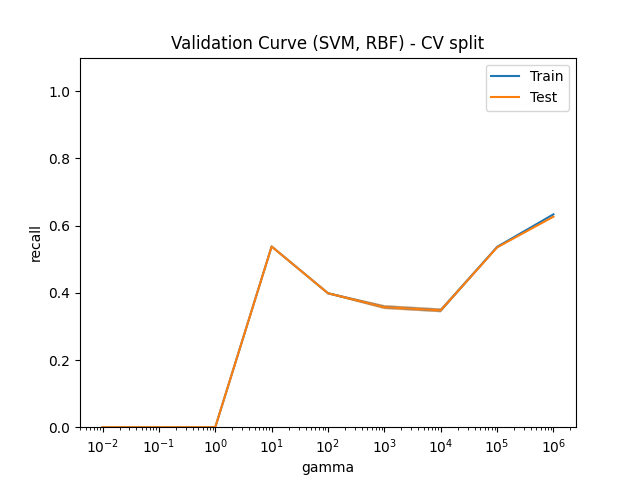 Validation Curve (SVM, RBF) - CV split
Train
Test
recall
1.0
0.8
0.6
0.4
0.2
0.0
10⁻² 10⁻¹ 10⁰ 10¹ 10² 10³ 10⁴ 10⁵ 10⁶
gamma